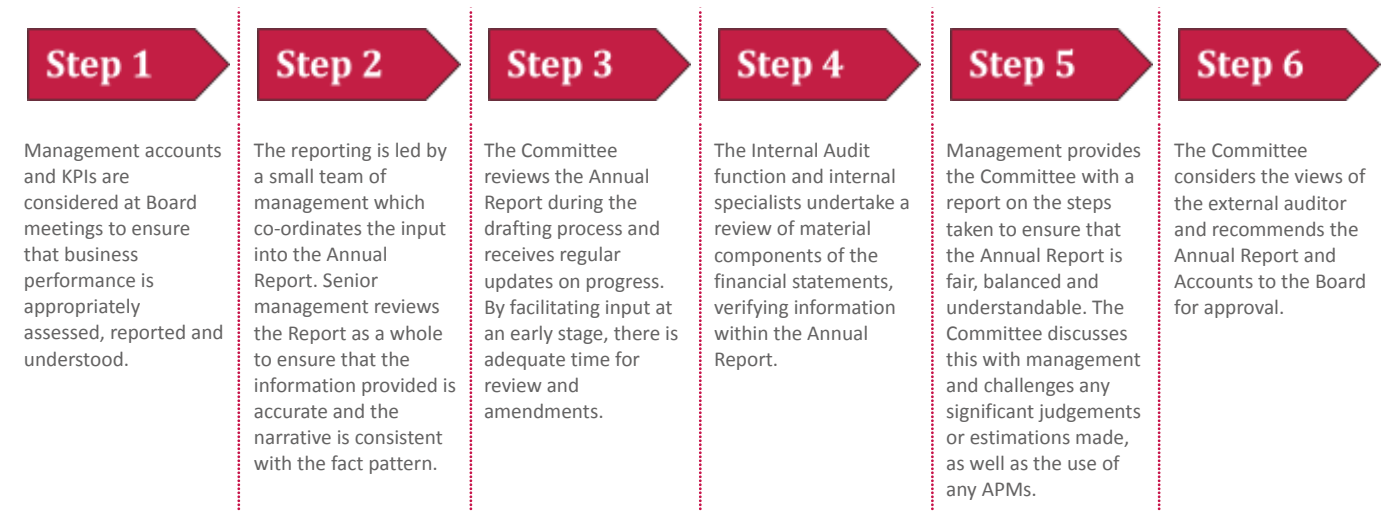 Step 1
Management accounts
and KPIs are
considered at Board
meetings to ensure
that business
performance is
appropriately
assessed, reported and
understood.
Step 2
The reporting is led by
a small team of
management which
co-ordinates the input
into the Annual
Report. Senior
management reviews
the Report as a whole
to ensure that the
information provided is
accurate and the
narrative is consistent
with the fact pattern.
Step 3
The Committee
reviews the Annual
Report during the
drafting process and
receives regular
updates on progress.
By facilitating input at
an early stage, there is
adequate time for
review and
amendments.
Step 4
The Internal Audit
function and internal
specialists undertake a
review of material
components of the
financial statements,
verifying information
within the Annual
Report.
Step 5
Management provides
the Committee with a
report on the steps
taken to ensure that
the Annual Report is
fair, balanced and
understandable. The
Committee discusses
this with management
and challenges any
significant judgements
or estimations made,
as well as the use of
any APMs.
Step 6
The Committee
considers the views of
the external auditor
and recommends the
Annual Report and
Accounts to the Board
for approval.